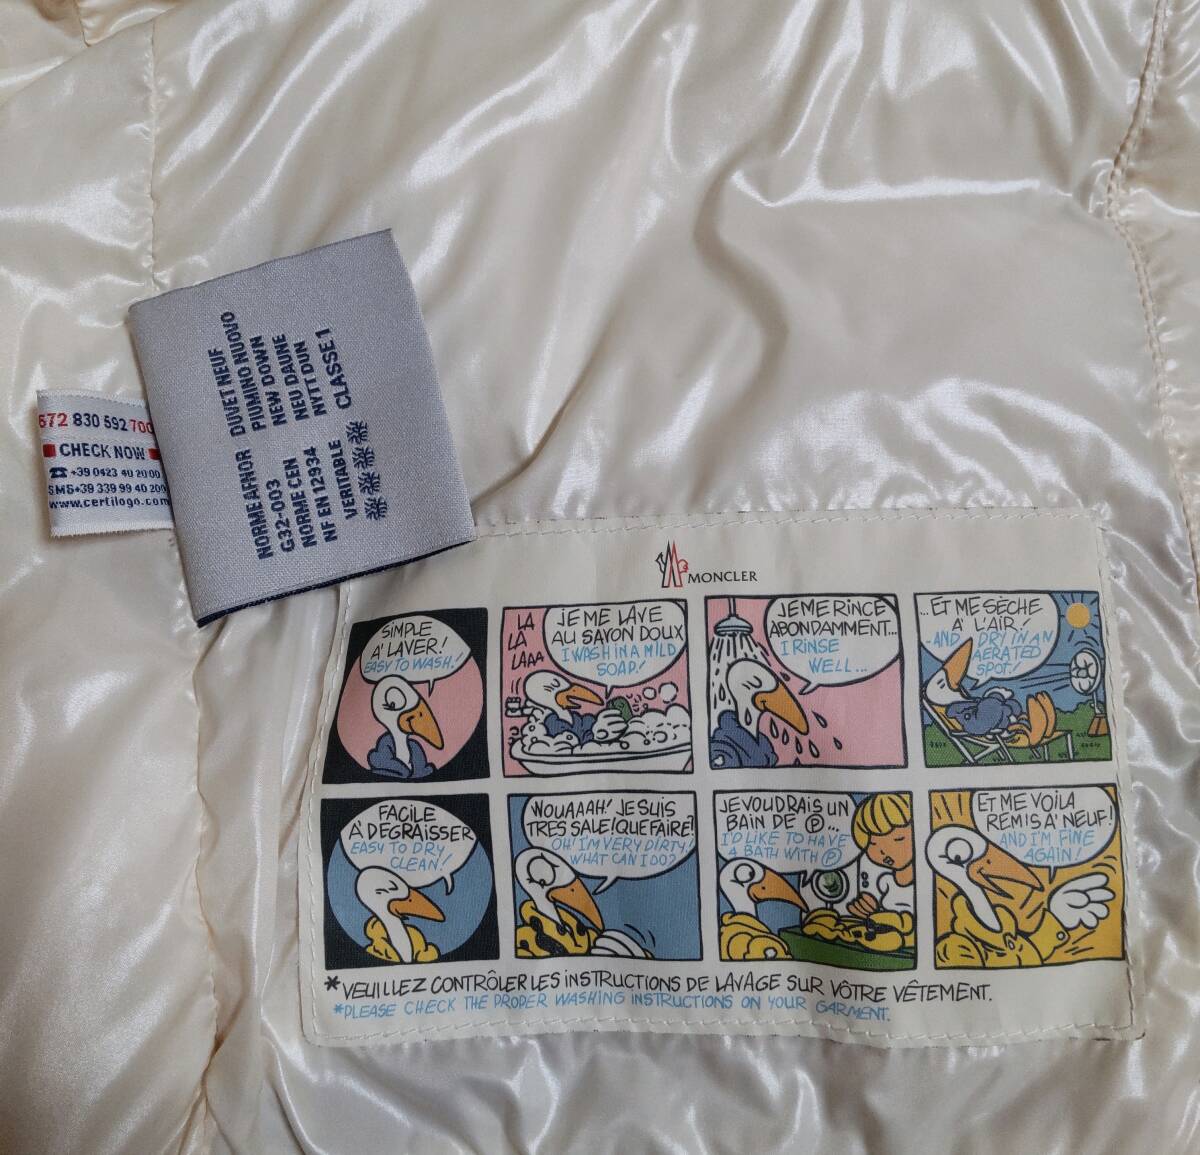 672 830 592 700
CHECK NOW
+39 0423 40 20 00
SMS+39 339 99 40 200
www.certilogo.com
NORME AFNOR DUVET NEUF
G32-003 PIUMINO NUOVO
NORME CEN NEW DOWN
NF EN 12934 NEU DAUNE
VERITABLE NYTT DUN
CLASSE 1
MONCLER
SIMPLE
A' LAVER!
EASY TO WASH!
LA
LA
LAAA
JE ME LAVE
AU SAVON DOUX
I WASH IN A MILD
SOAP!
JE ME RINCE
ABONDAMMENT...
I RINSE
WELL...
...ET ME SÈCHE
A' L'AIR!
-AND DRY IN AN
AERATED
SPOT!
FACILE
A' DEGRAISSER
EASY TO DRY
CLEAN!
WOUAAAH! JE SUIS
TRES SALE! QUE FAIRE?
OH! I'M VERY DIRTY!
WHAT CAN I DO?
JE VOUDRAIS UN
BAIN DE Ⓟ...
I'D LIKE TO HAVE
A BATH WITH Ⓟ
ET ME VOILA
REMIS A' NEUF!
AND I'M FINE
AGAIN!
*VEUILLEZ CONTRÔLER LES iNSTRUCTIONS DE LAVAGE SUR VÔTRE VÊTEMENT.
*PLEASE CHECK THE PROPER WASHING INSTRUCTIONS ON YOUR GARMENT.